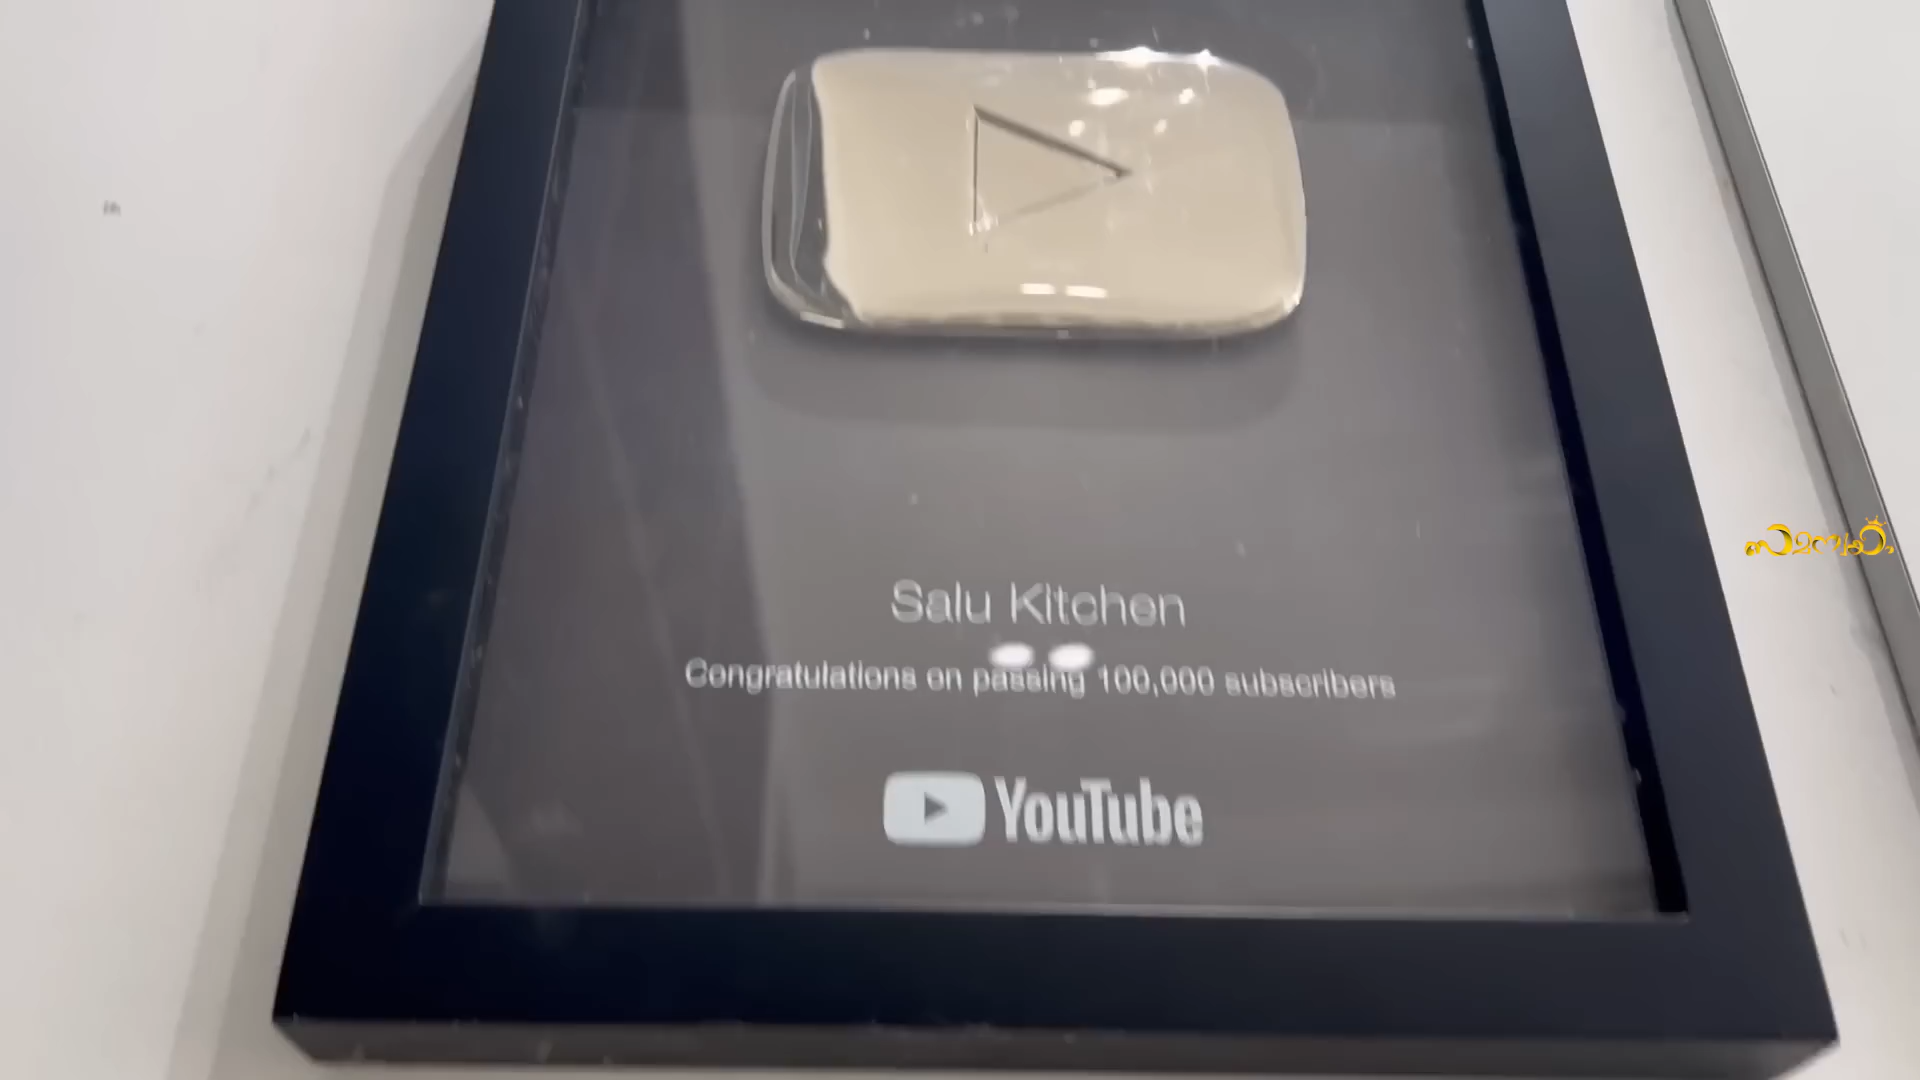 Salu Kitchen
Congratulations on passing 100,000 subscribers
YouTube